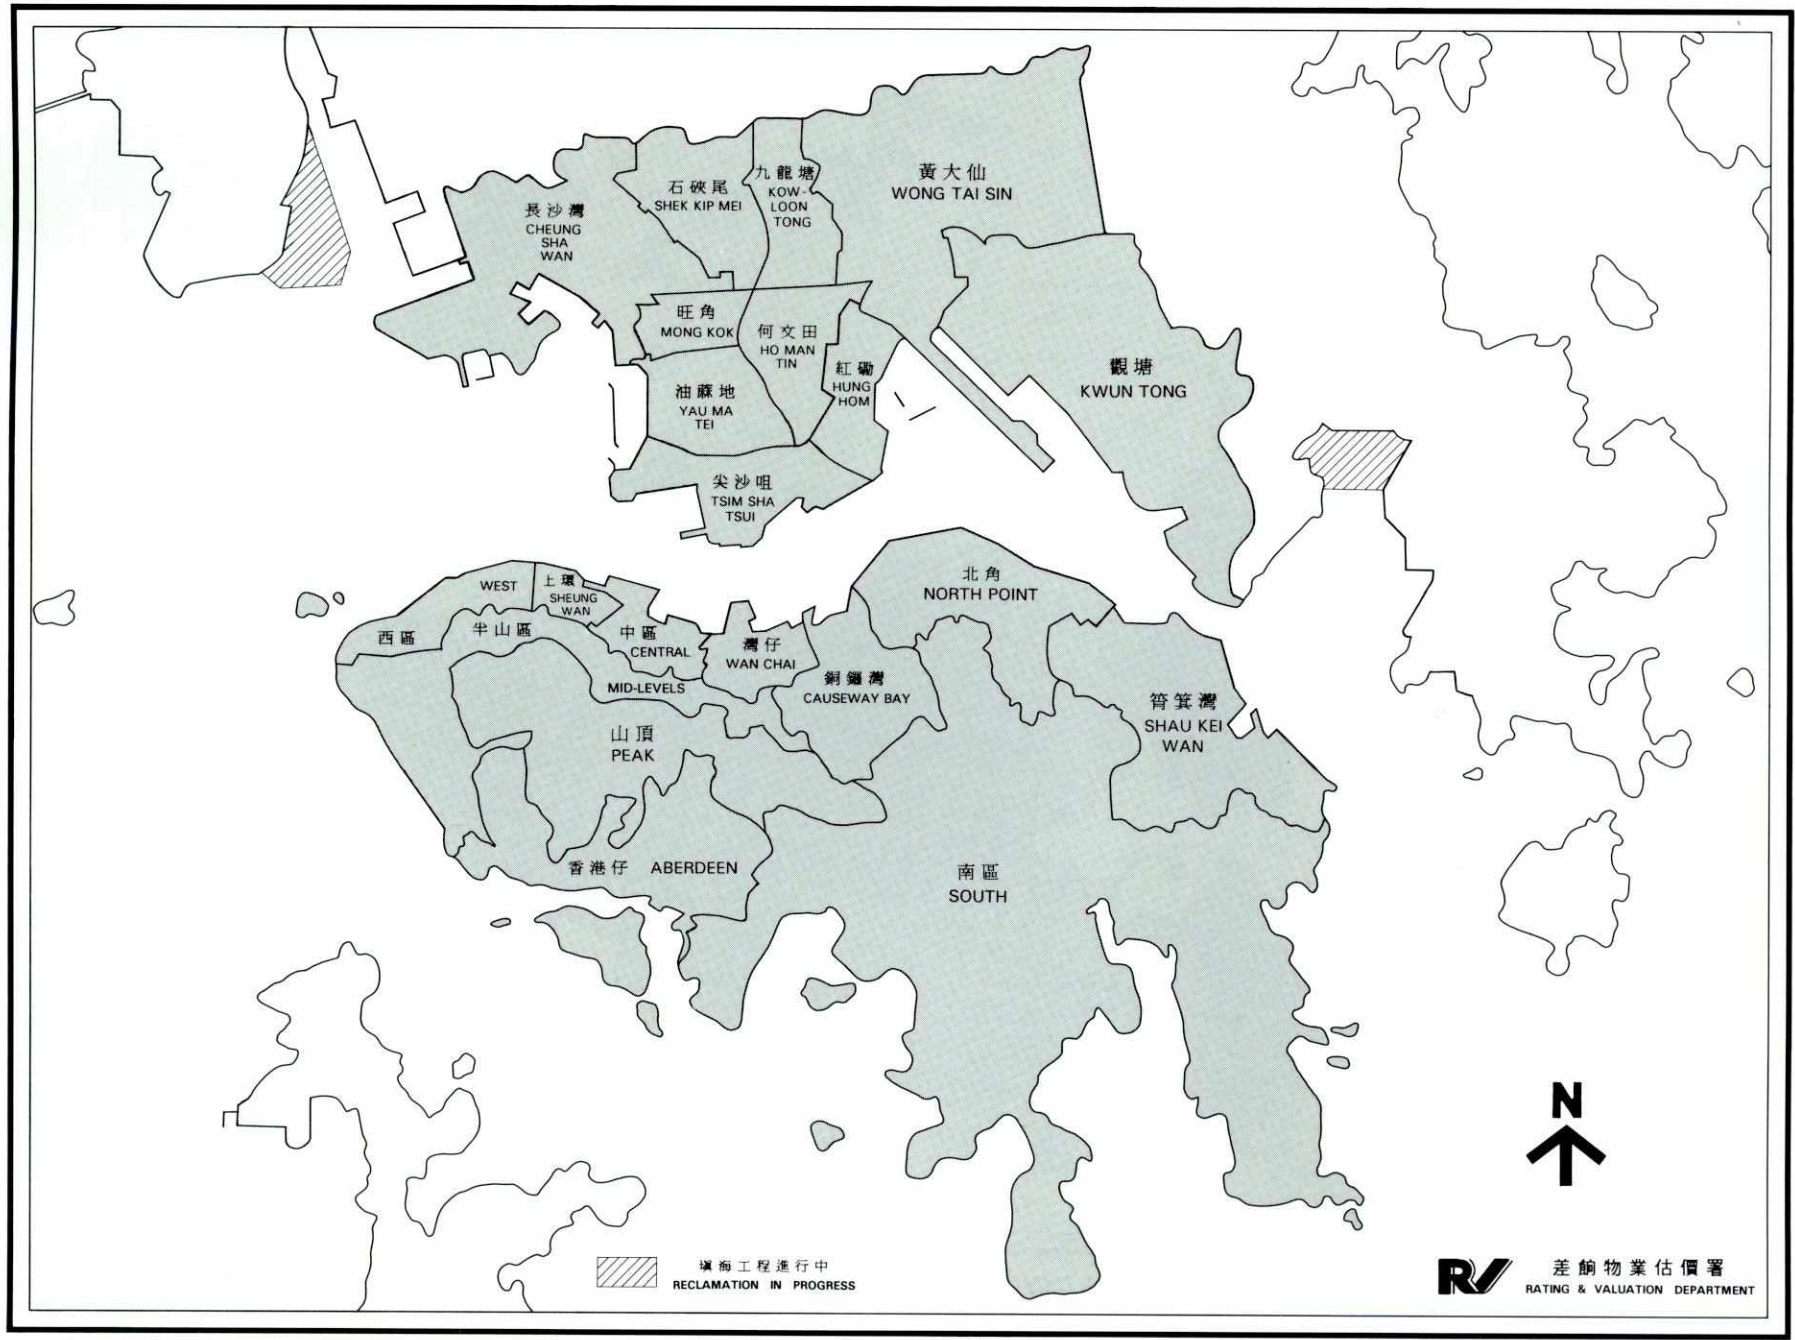 黃大仙
WONG TAI SIN
九龍塘
KOW-
LOON
TONG
石硤尾
SHEK KIP MEI
長沙灣
CHEUNG
SHA
WAN
旺角
MONG KOK
何文田
HO MAN
TIN
紅磡
HUNG
HOM
觀塘
KWUN TONG
油蔴地
YAU MA
TEI
尖沙咀
TSIM SHA
TSUI
WEST
西區
上環
SHEUNG
WAN
半山區
MID-LEVELS
中區
CENTRAL
灣仔
WAN CHAI
北角
NORTH POINT
銅鑼灣
CAUSEWAY BAY
筲箕灣
SHAU KEI
WAN
山頂
PEAK
香港仔 ABERDEEN
南區
SOUTH
N
填海工程進行中
RECLAMATION IN PROGRESS
RV
差餉物業估價署
RATING & VALUATION DEPARTMENT